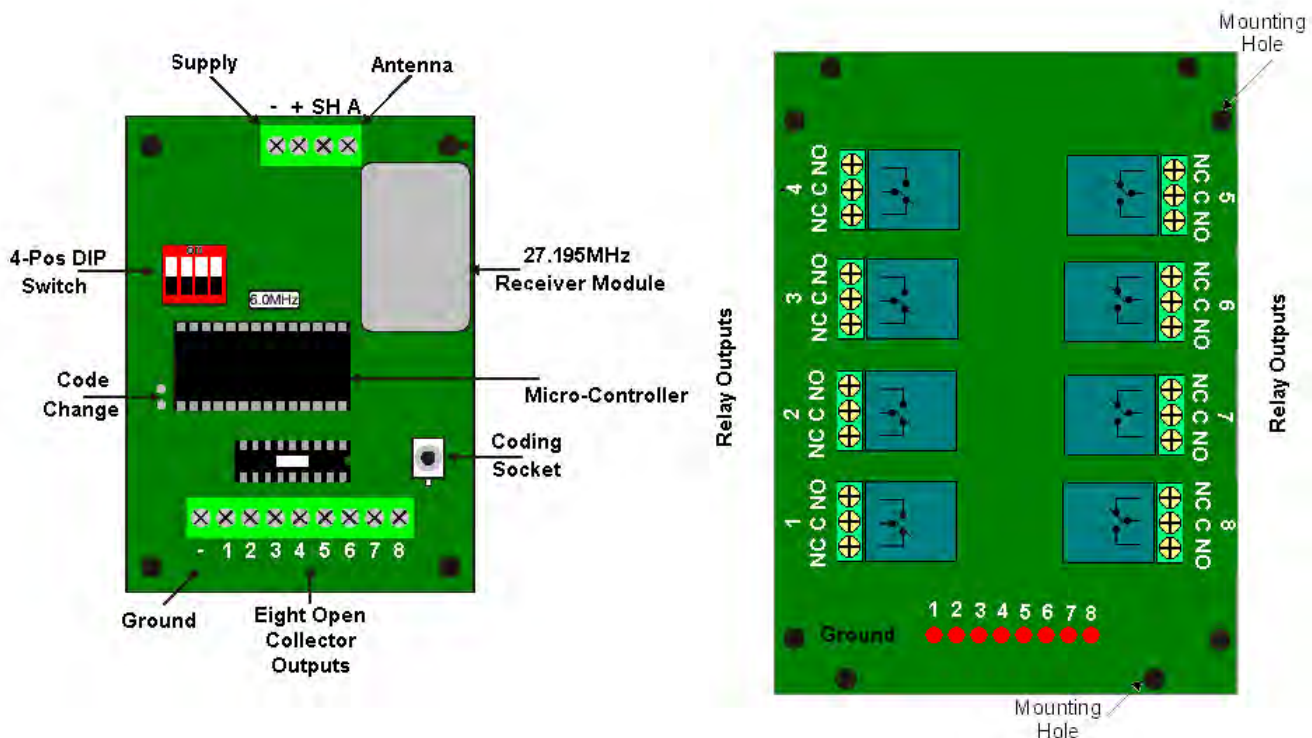 Supply
Antenna
- + SH A
4-Pos DIP
Switch
6.0MHz
27.195MHz
Receiver Module
Code
Change
Micro-Controller
Coding
Socket
- 1 2 3 4 5 6 7 8
Ground
Eight Open
Collector
Outputs
Mounting
Hole
Relay Outputs
4
NC C NO
3
NC C NO
2
NC C NO
1
NC C NO
NC C NO
5
NC C NO
6
NC C NO
7
NC C NO
8
Relay Outputs
1 2 3 4 5 6 7 8
Ground
Mounting
Hole